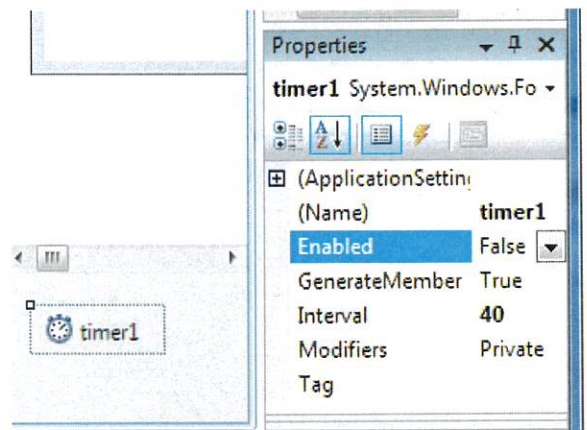 Properties
timer1 System.Windows.Fo
A
Z
(ApplicationSettin
(Name) timer1
Enabled False
GenerateMember True
Interval 40
Modifiers Private
Tag
timer1